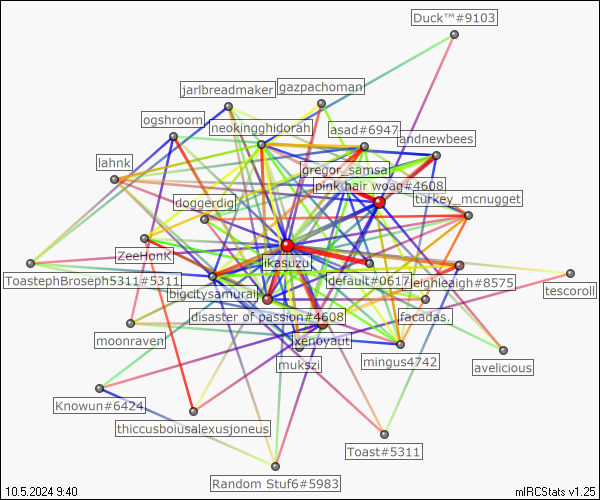 Duck™#9103
jarlbreadmaker
gazpachoman
ogshroom
neokingghidorah
asad#6947
andnewbees
lahnk
gregor_samsa_
pink hair woag#4608
turkey_mcnugget
doggerdig
ZeeHonK
ikasuzu
ToastephBroseph5311#5311
default#0617
leighleagh#8575
tescoroll
bigcitysamurai
disaster of passion#4608
facadas.
moonraven
xenoyaut
mukszi
mingus4742
avelicious
Knowun#6424
thiccusboiusalexusjoneus
Toast#5311
Random Stuf6#5983
10.5.2024 9:40
mIRCStats v1.25